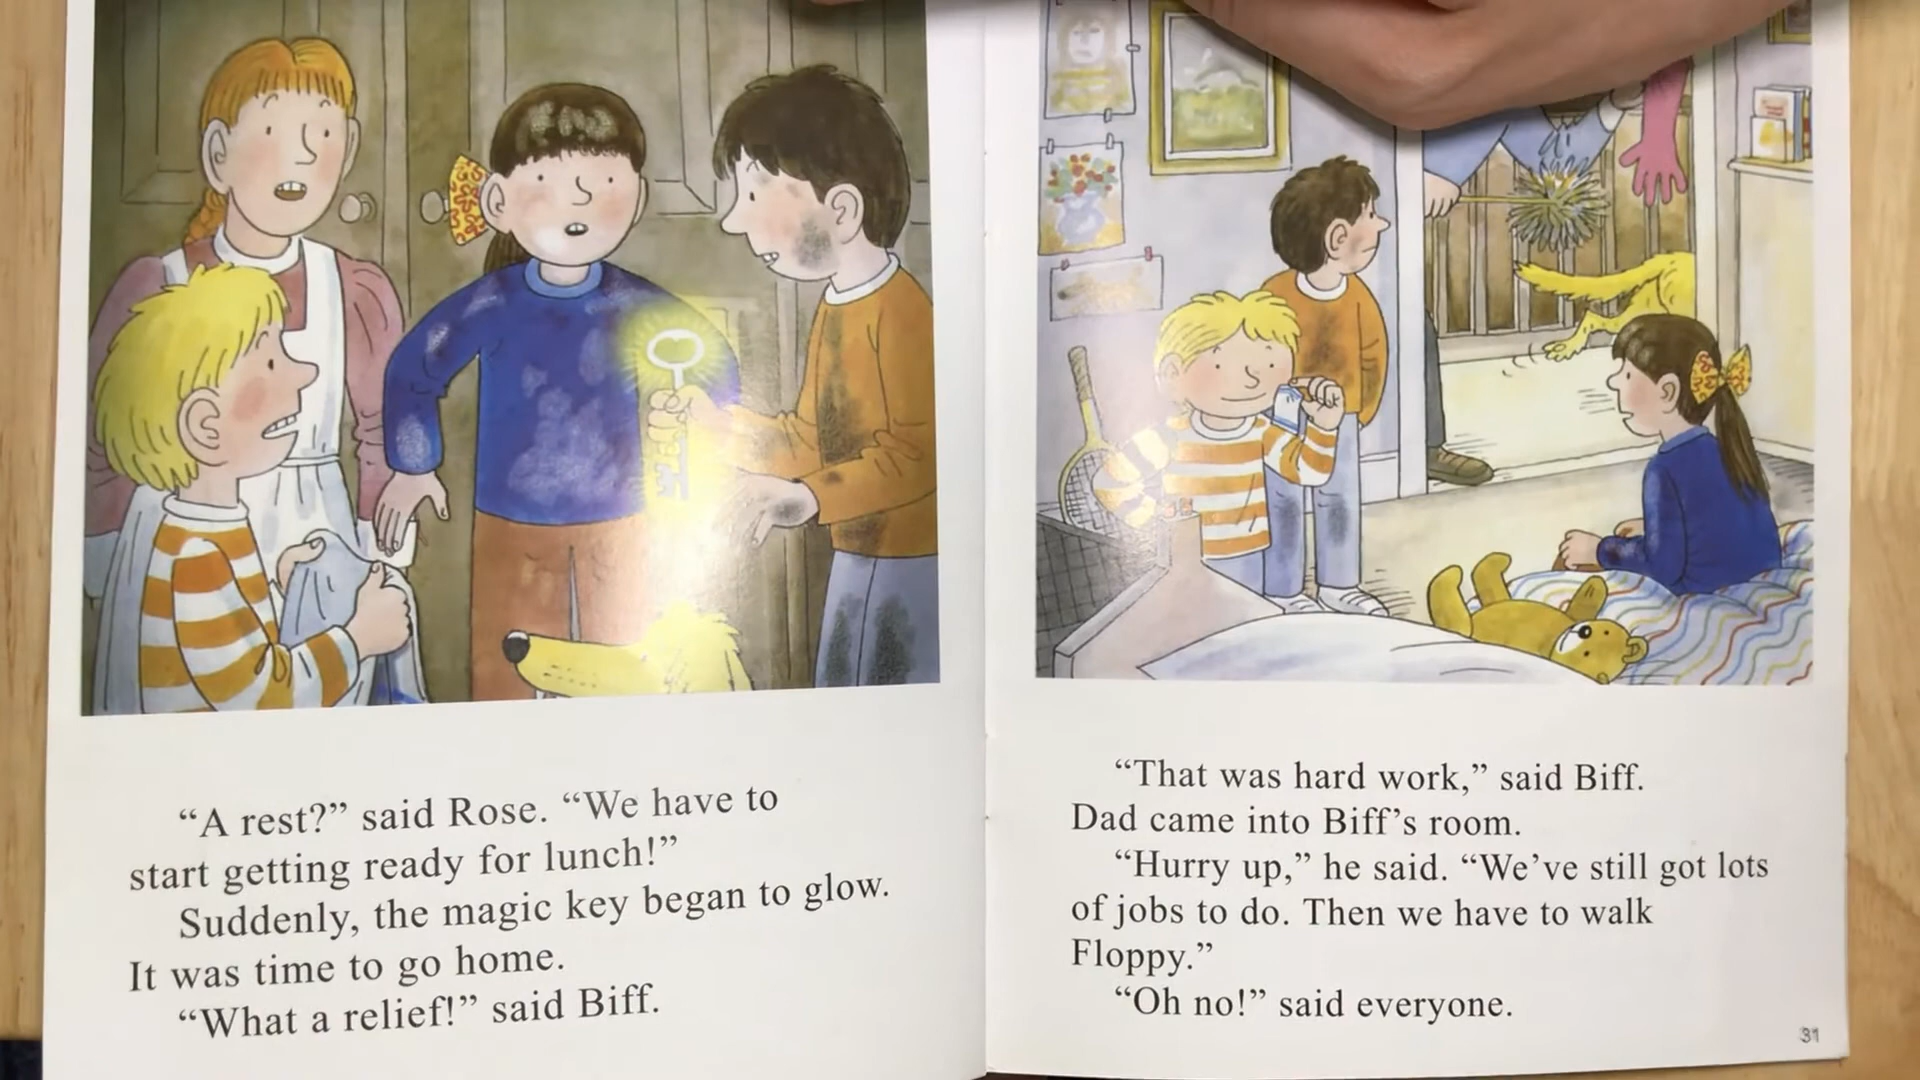 “A rest?” said Rose. “We have to
start getting ready for lunch!”
Suddenly, the magic key began to glow.
It was time to go home.
“What a relief!” said Biff.
“That was hard work,” said Biff.
Dad came into Biff’s room.
“Hurry up,” he said. “We’ve still got lots
of jobs to do. Then we have to walk
Floppy.”
“Oh no!” said everyone.
31